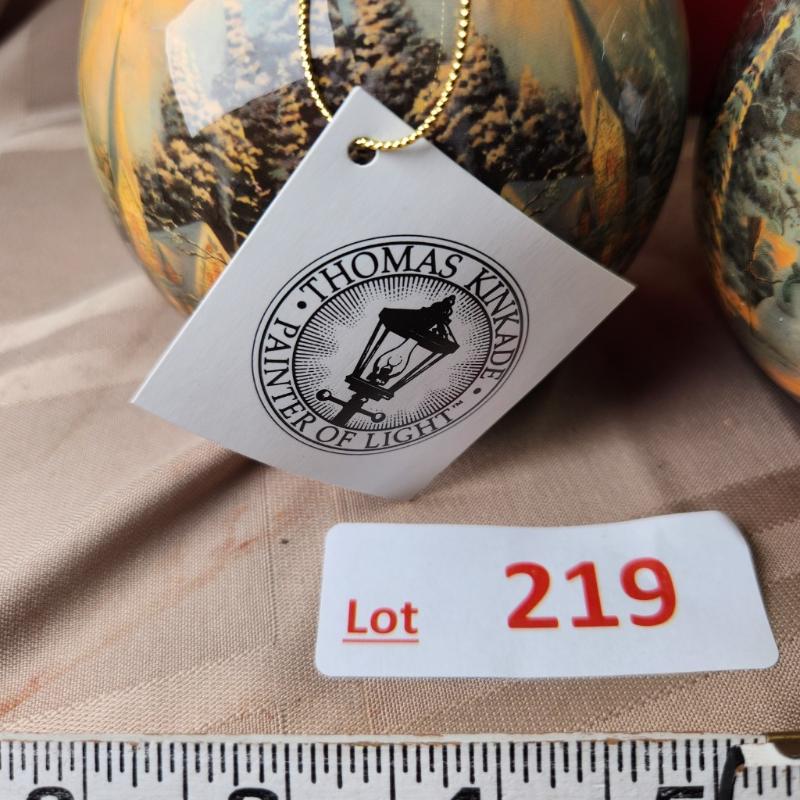 THOMAS KINKADE •
PAINTER OF LIGHT™ •
Lot 219